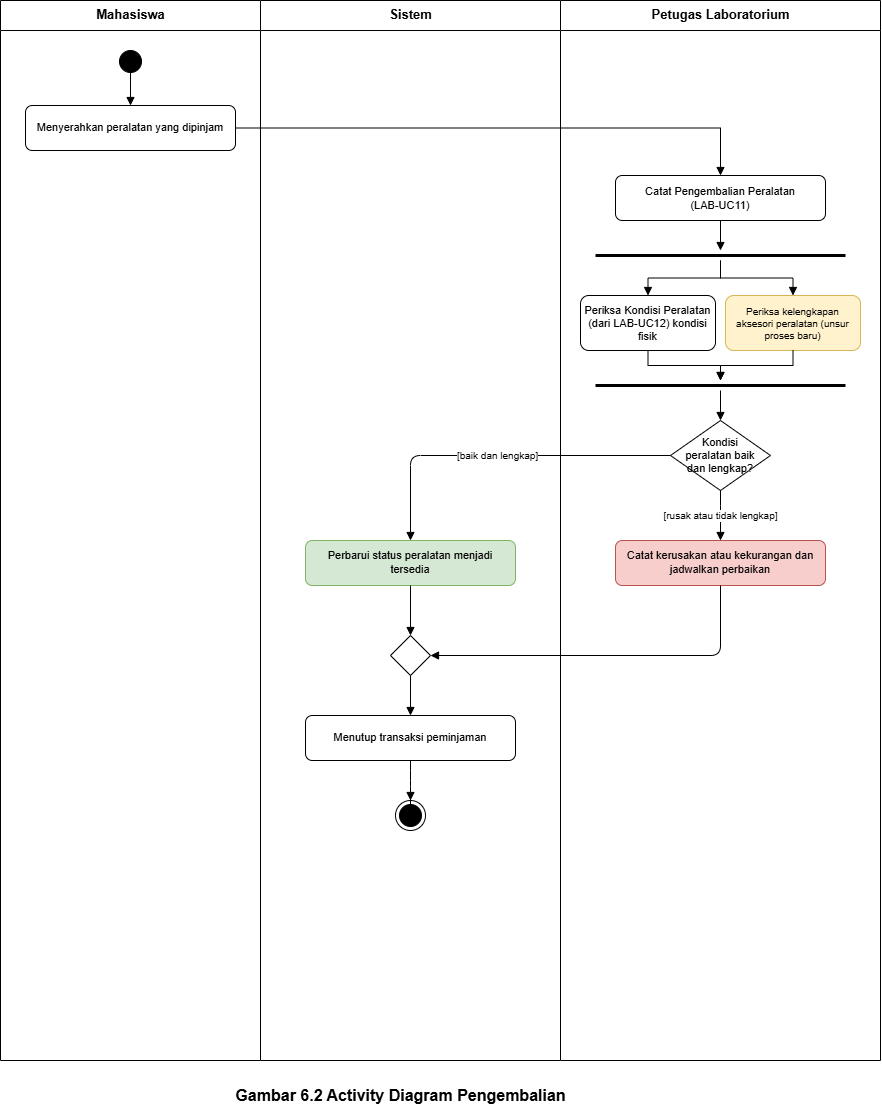 Mahasiswa
Sistem
Petugas Laboratorium
Menyerahkan peralatan yang dipinjam
Catat Pengembalian Peralatan
(LAB-UC11)
Periksa Kondisi Peralatan
(dari LAB-UC12) kondisi
fisik
Periksa kelengkapan
aksesori peralatan (unsur
proses baru)
Kondisi
peralatan baik
dan lengkap?
[baik dan lengkap]
[rusak atau tidak lengkap]
Perbarui status peralatan menjadi
tersedia
Catat kerusakan atau kekurangan dan
jadwalkan perbaikan
Menutup transaksi peminjaman
Gambar 6.2 Activity Diagram Pengembalian